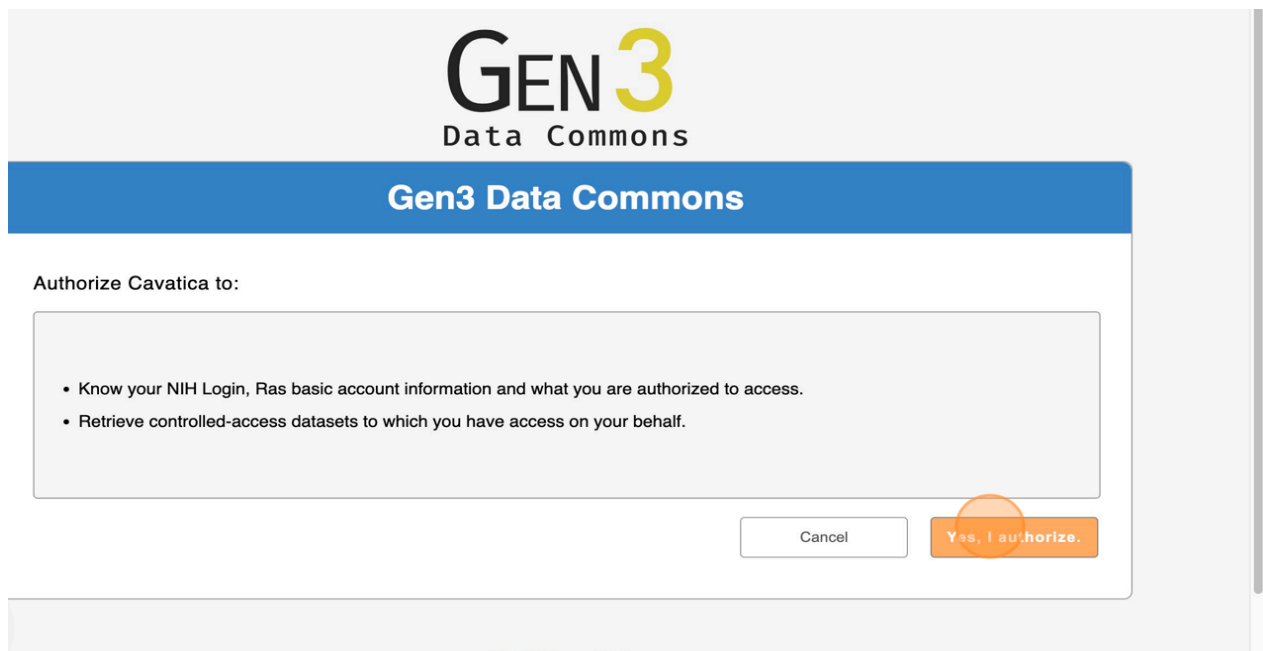 GEN3
Data Commons
Gen3 Data Commons
Authorize Cavatica to:
• Know your NIH Login, Ras basic account information and what you are authorized to access.
• Retrieve controlled-access datasets to which you have access on your behalf.
Cancel
Yes, I authorize.